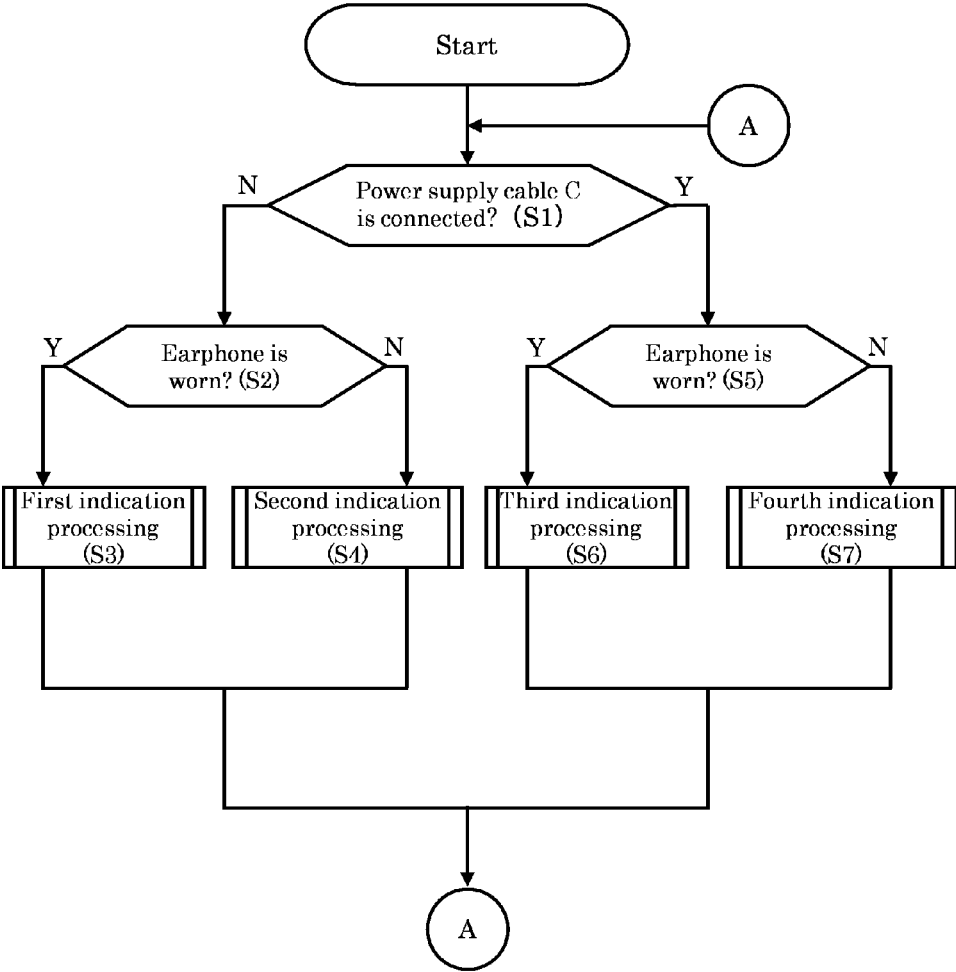 Start
A
N
Power supply cable C
is connected? (S1)
Y
Y
Earphone is
worn? (S2)
N
Y
Earphone is
worn? (S5)
N
First indication
processing
(S3)
Second indication
processing
(S4)
Third indication
processing
(S6)
Fourth indication
processing
(S7)
A